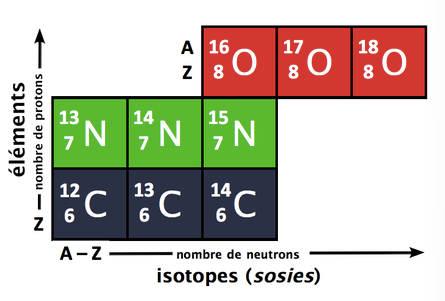 A 16 17 18
Z 8 O 8 O 8 O
13 14 15
7 N 7 N 7 N
12 13 14
6 C 6 C 6 C
éléments
Z — nombre de protons
A – Z — nombre de neutrons
isotopes (sosies)